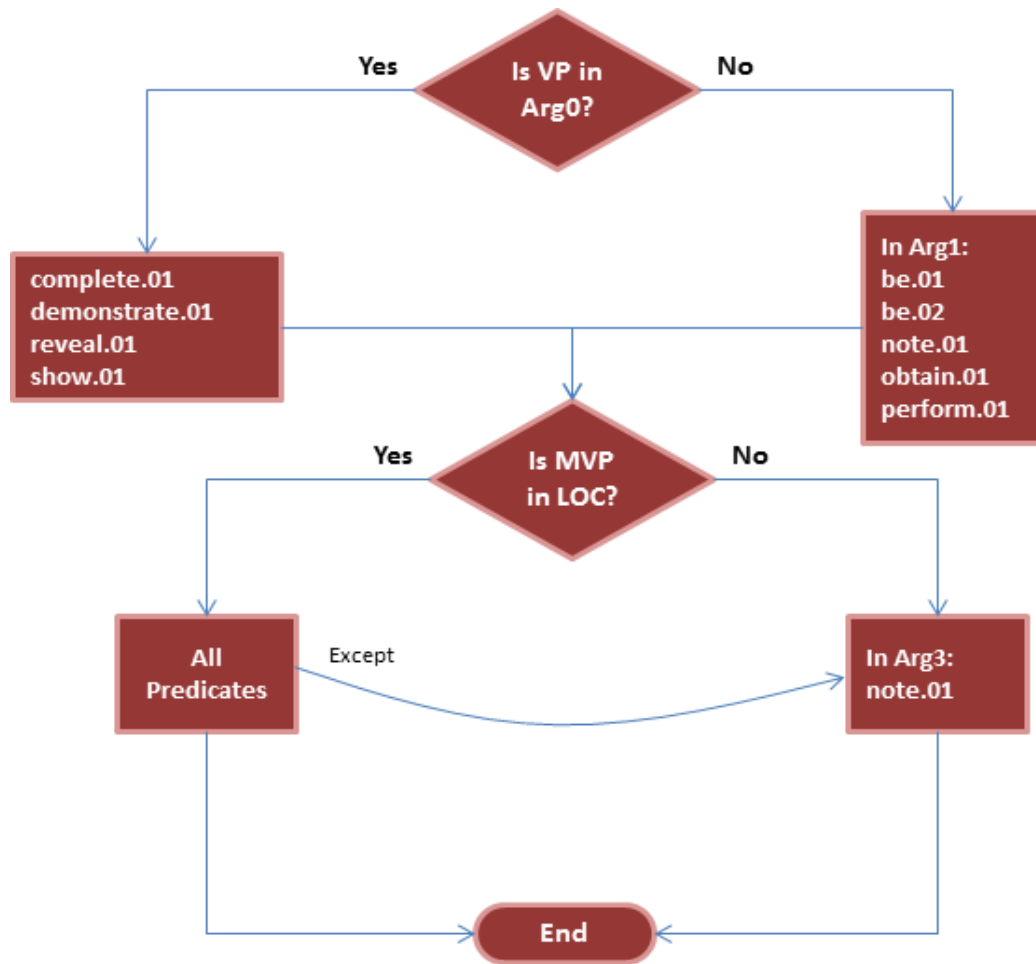 Yes
Is VP in
Arg0?
No
complete.01
demonstrate.01
reveal.01
show.01
In Arg1:
be.01
be.02
note.01
obtain.01
perform.01
Yes
Is MVP
in LOC?
No
All
Predicates
Except
In Arg3:
note.01
End